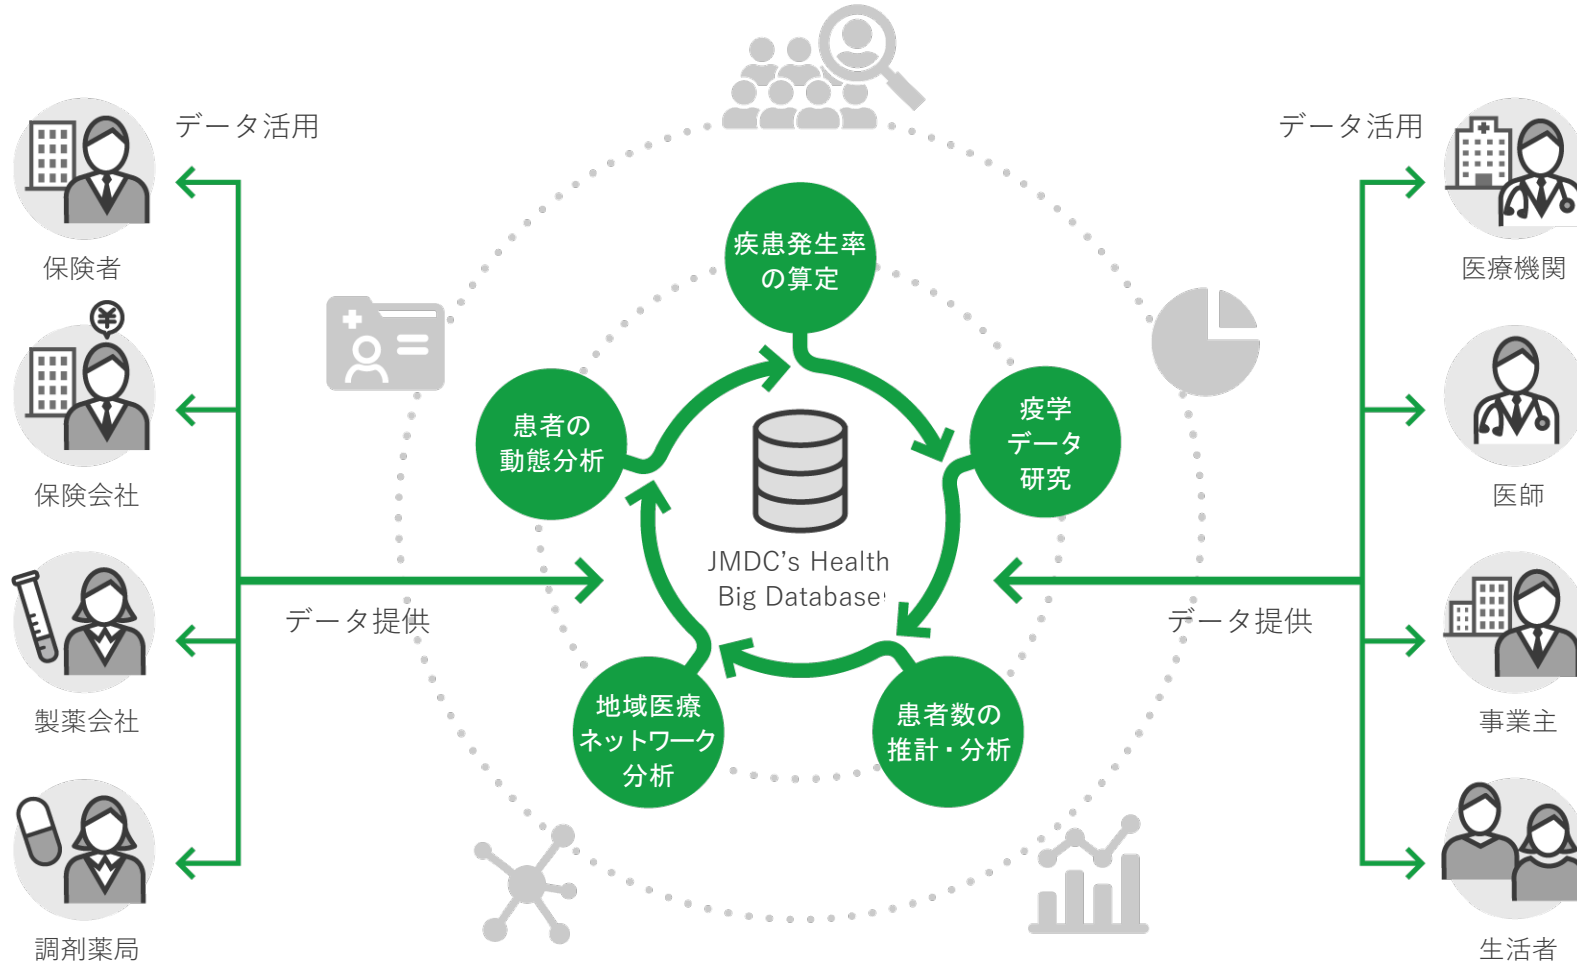 データ活用
保険者
保険会社
製薬会社
調剤薬局
データ提供
疾患発生率
の算定
疫学
データ
研究
患者数の
推計・分析
地域医療
ネットワーク
分析
患者の
動態分析
JMDC's Health
Big Database
データ活用
医療機関
医師
事業主
生活者
データ提供
¥